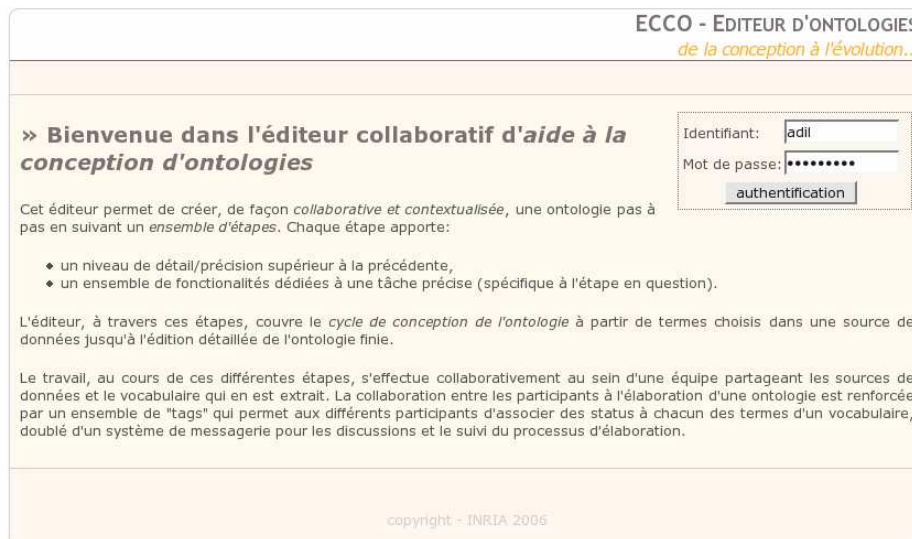 ECCO - EDITEUR D'ONTOLOGIES
de la conception à l'évolution..
» Bienvenue dans l'éditeur collaboratif d'aide à la
conception d'ontologies
Identifiant: adil
Mot de passe: •••••••••
authentification
Cet éditeur permet de créer, de façon collaborative et contextualisée, une ontologie pas à
pas en suivant un ensemble d'étapes. Chaque étape apporte:
• un niveau de détail/précision supérieur à la précédente,
• un ensemble de fonctionalités dédiées à une tâche précise (spécifique à l'étape en question).
L'éditeur, à travers ces étapes, couvre le cycle de conception de l'ontologie à partir de termes choisis dans une source de
données jusqu'à l'édition détaillée de l'ontologie finie.
Le travail, au cours de ces différentes étapes, s'effectue collaborativement au sein d'une équipe partageant les sources de
données et le vocabulaire qui en est extrait. La collaboration entre les participants à l'élaboration d'une ontologie est renforcée
par un ensemble de "tags" qui permet aux différents participants d'associer des status à chacun des termes d'un vocabulaire,
doublé d'un système de messagerie pour les discussions et le suivi du processus d'élaboration.
copyright - INRIA 2006